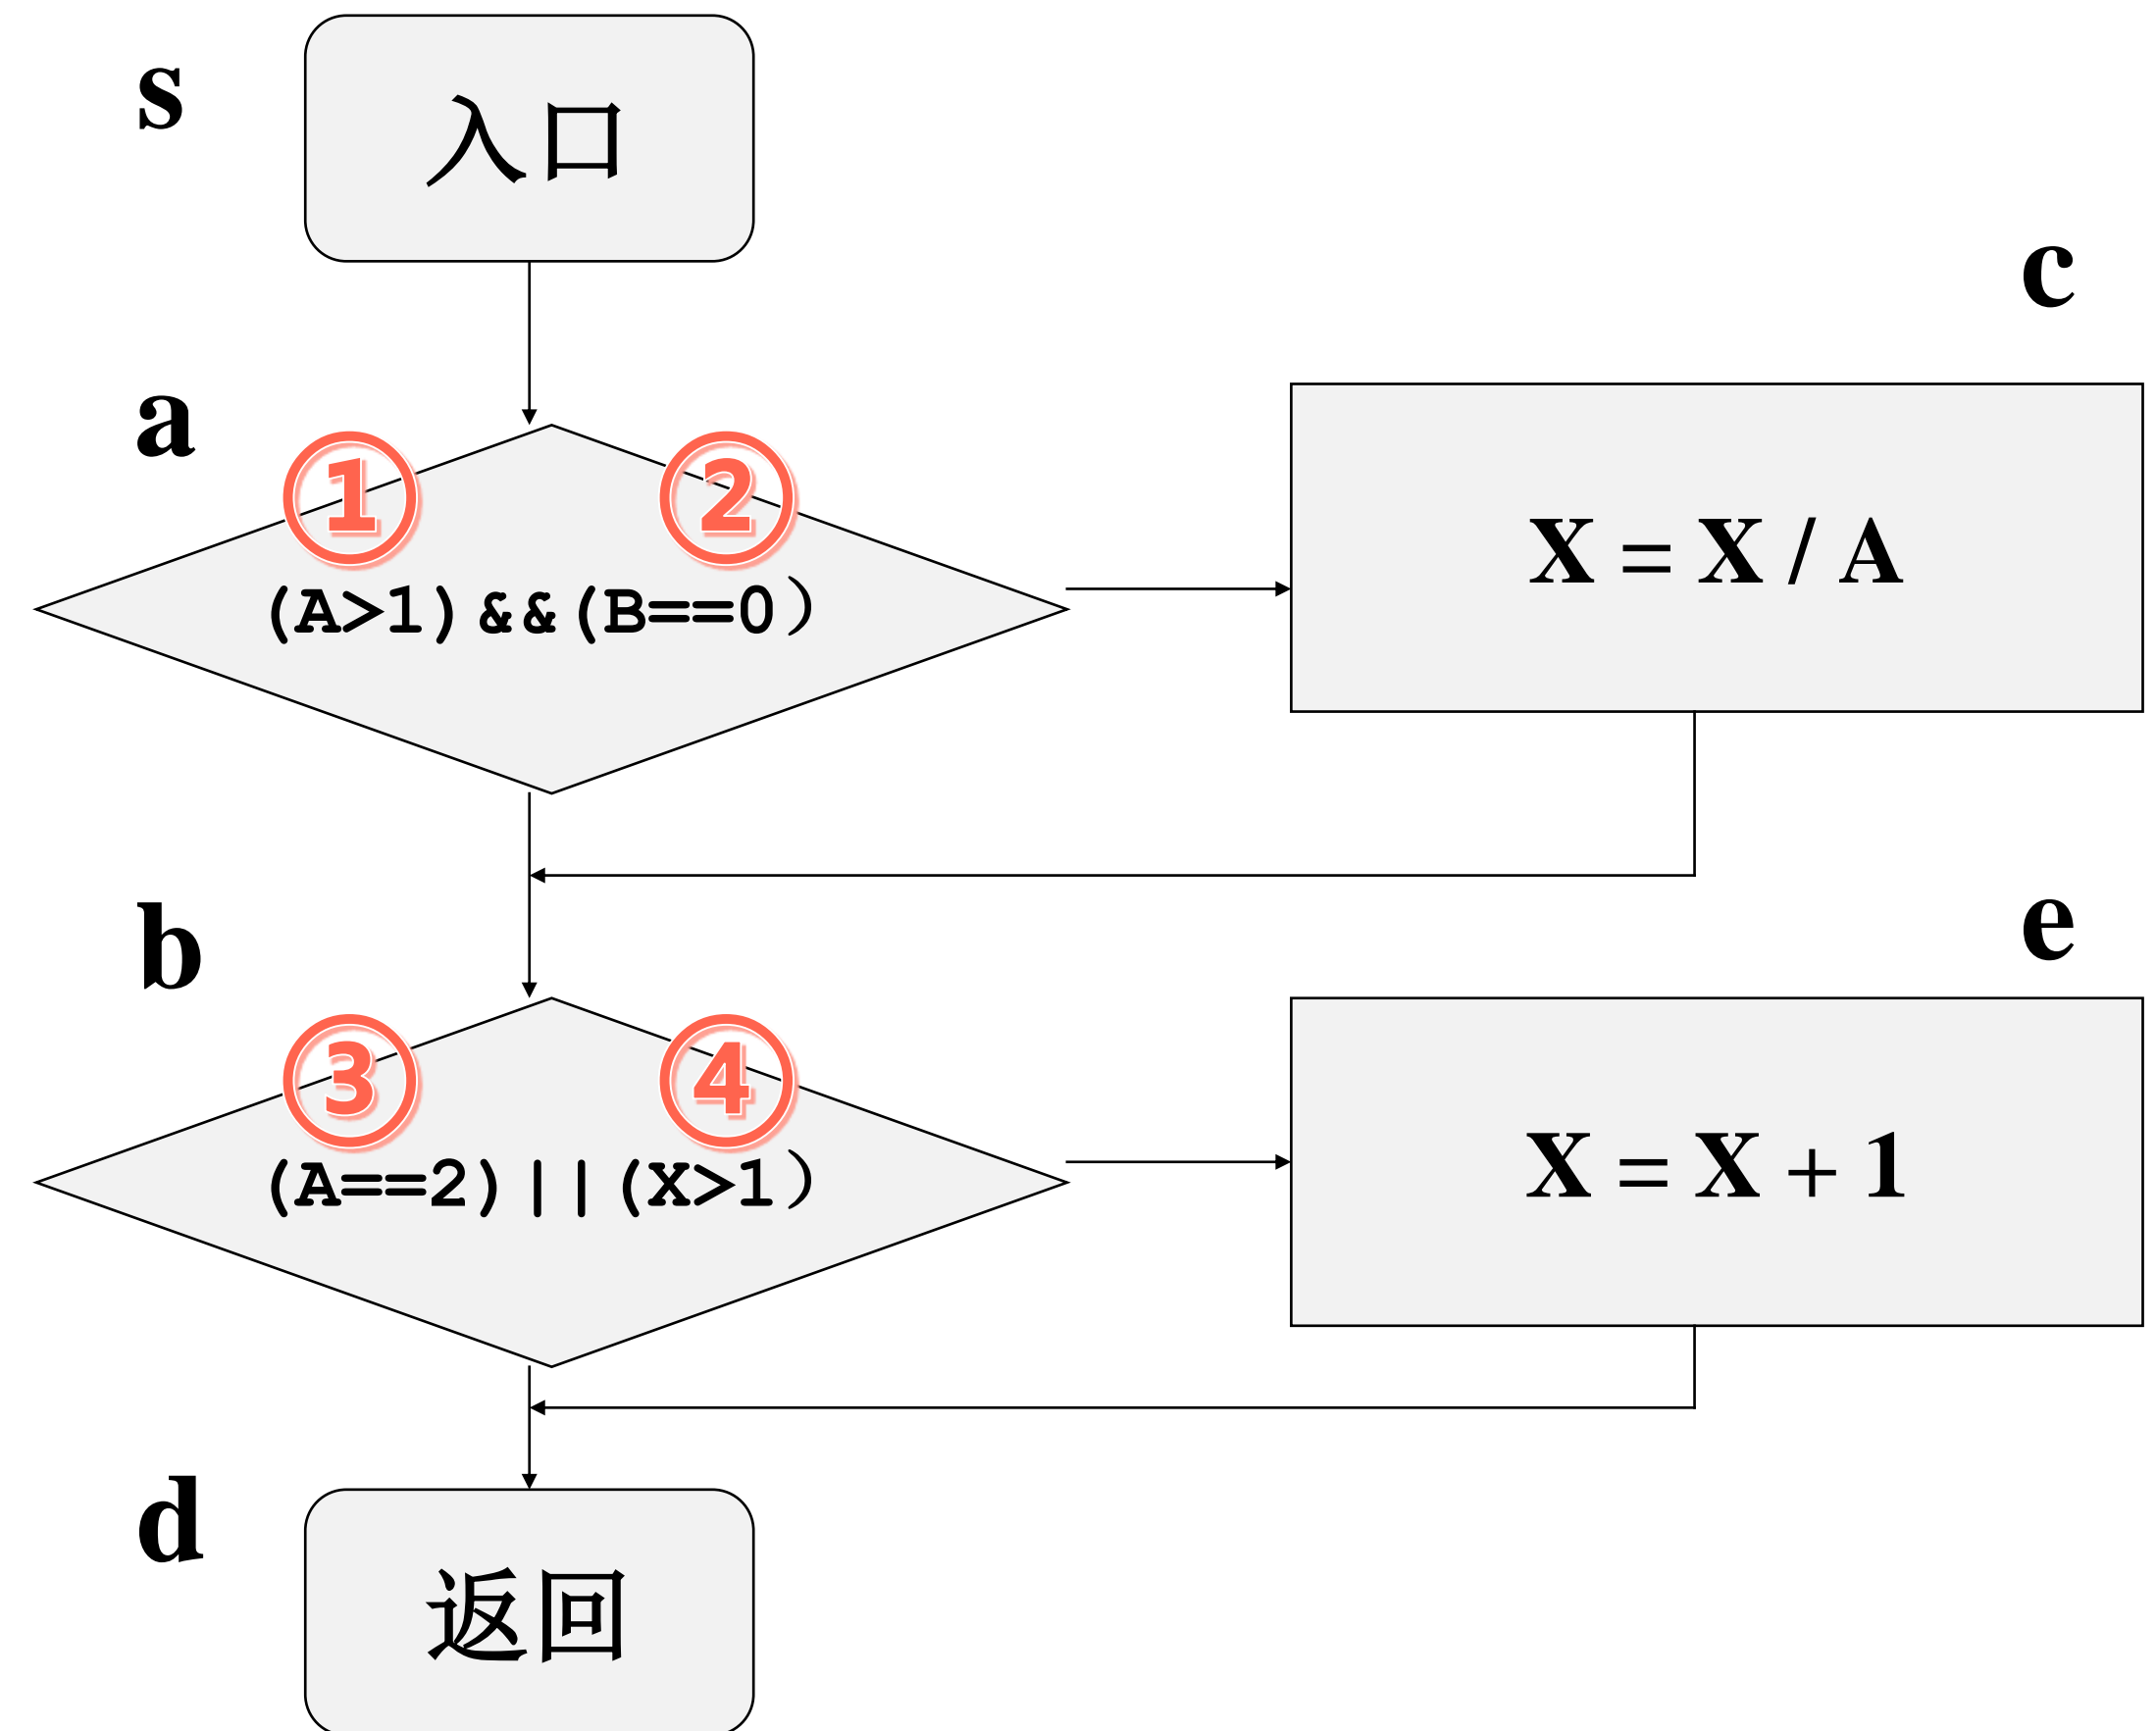 s
入口
c
a
① ②
(A>1)&&(B==0)
X = X / A
b
e
③ ④
(A==2)||(x>1)
X = X + 1
d
返回